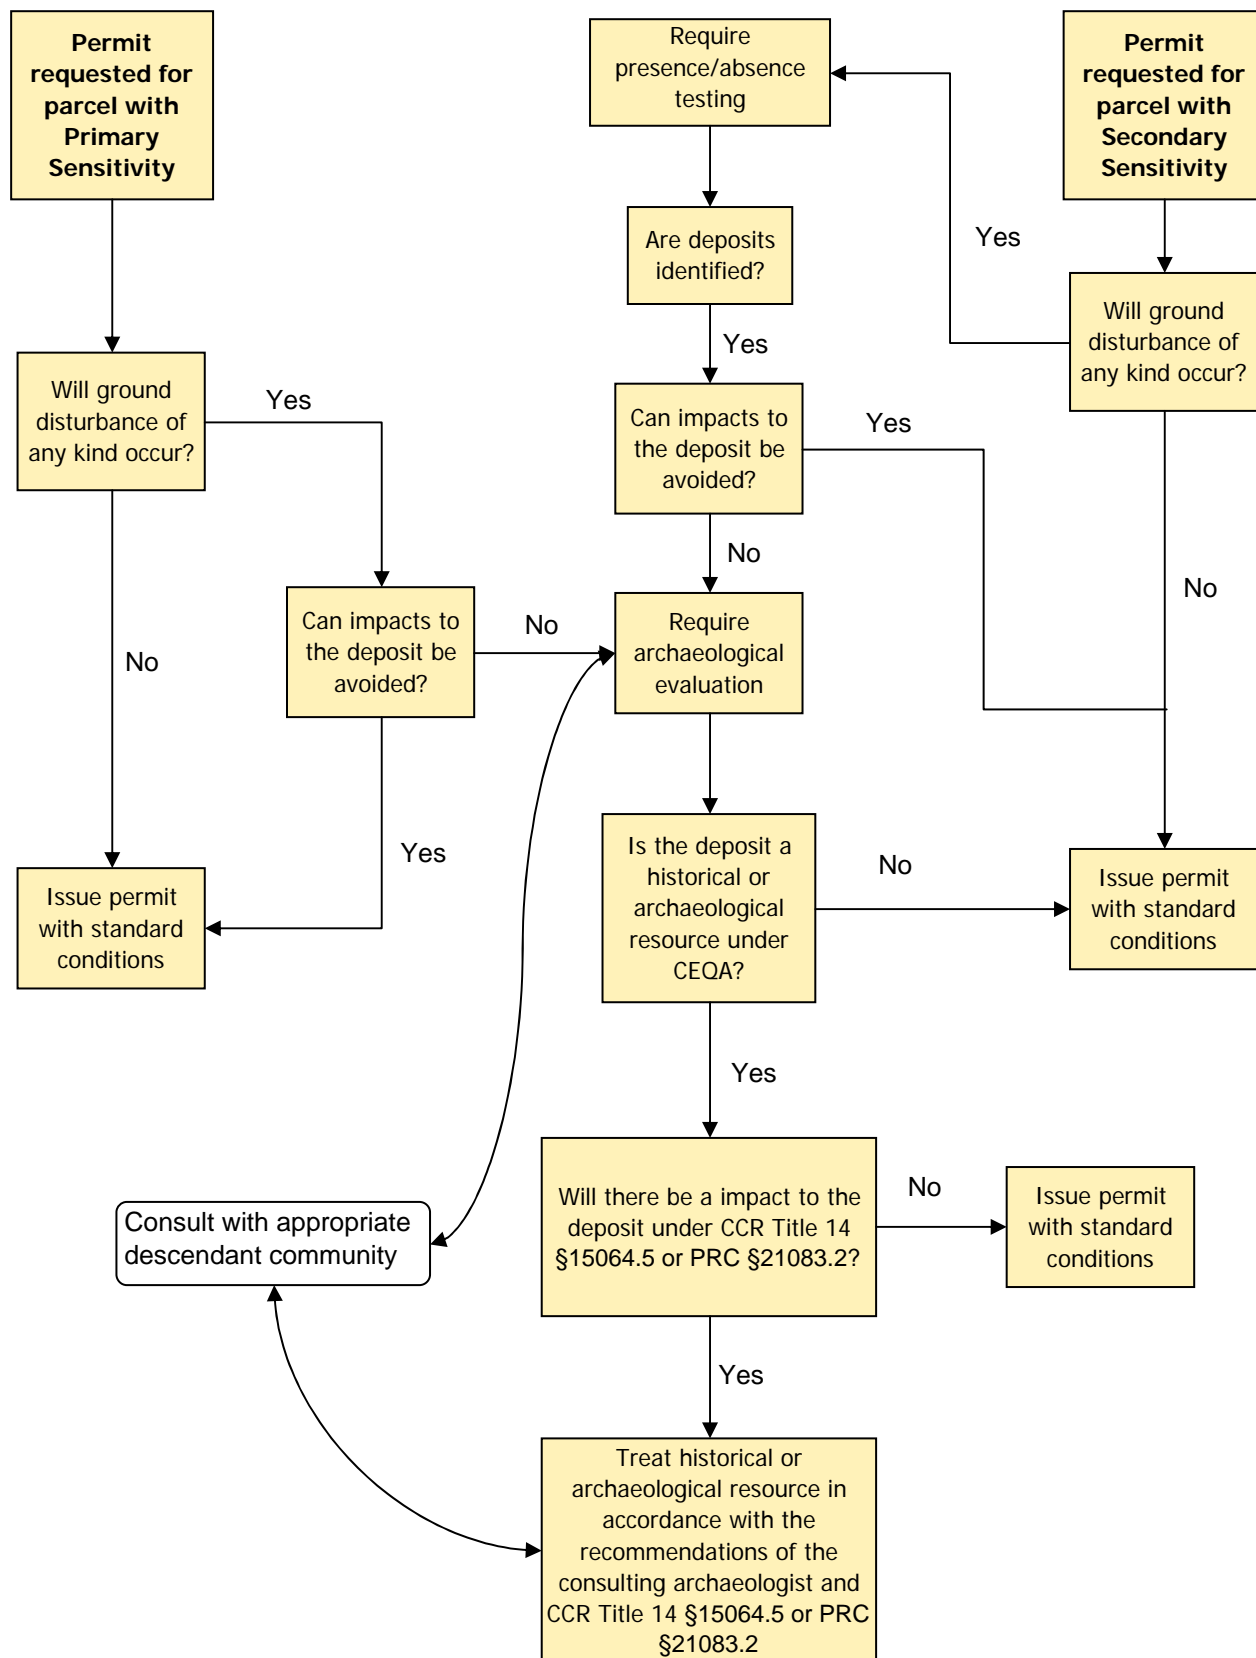 Permit
requested for
parcel with
Primary
Sensitivity
Will ground
disturbance of
any kind occur?
Yes
No
Can impacts to
the deposit be
avoided?
No
Yes
Issue permit
with standard
conditions
Require
presence/absence
testing
Are deposits
identified?
Yes
Can impacts to
the deposit be
avoided?
Yes
No
Require
archaeological
evaluation
Is the deposit a
historical or
archaeological
resource under
CEQA?
No
Yes
Will there be a impact to the
deposit under CCR Title 14
§15064.5 or PRC §21083.2?
No
Issue permit
with standard
conditions
Yes
Treat historical or
archaeological resource in
accordance with the
recommendations of the
consulting archaeologist and
CCR Title 14 §15064.5 or PRC
§21083.2
Consult with appropriate
descendant community
Permit
requested for
parcel with
Secondary
Sensitivity
Yes
Will ground
disturbance of
any kind occur?
No
Issue permit
with standard
conditions